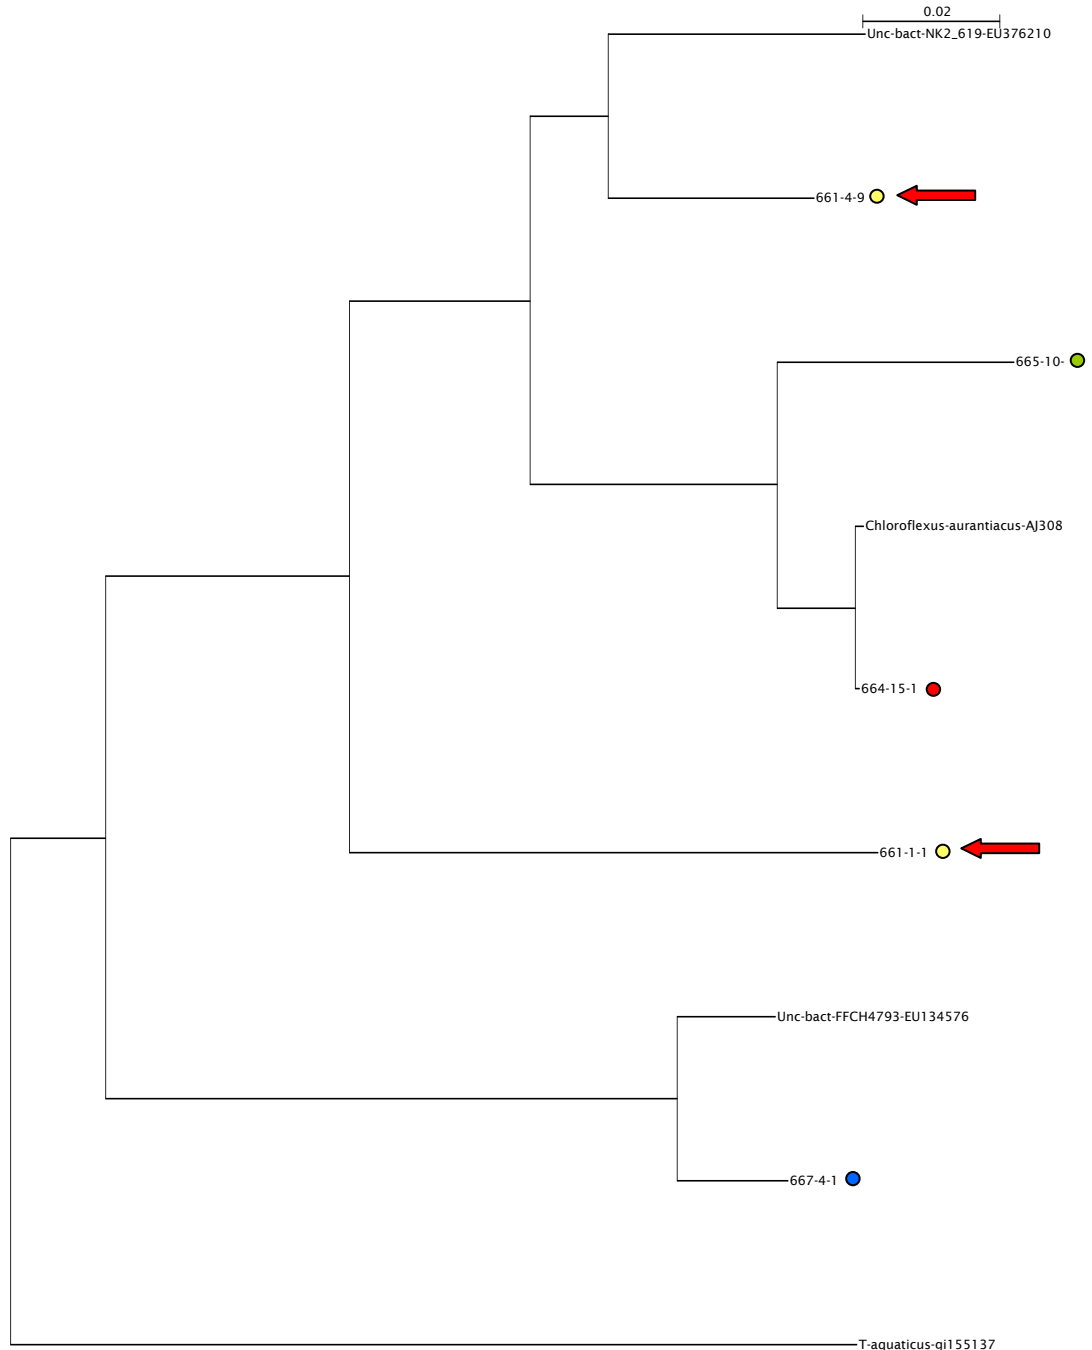 0.02
Unc-bact-NK2_619-EU376210
661-4-9
665-10-
Chloroflexus-aurantiacus-AJ308
664-15-1
661-1-1
Unc-bact-FFCH4793-EU134576
667-4-1
T-aquaticus-gi155137